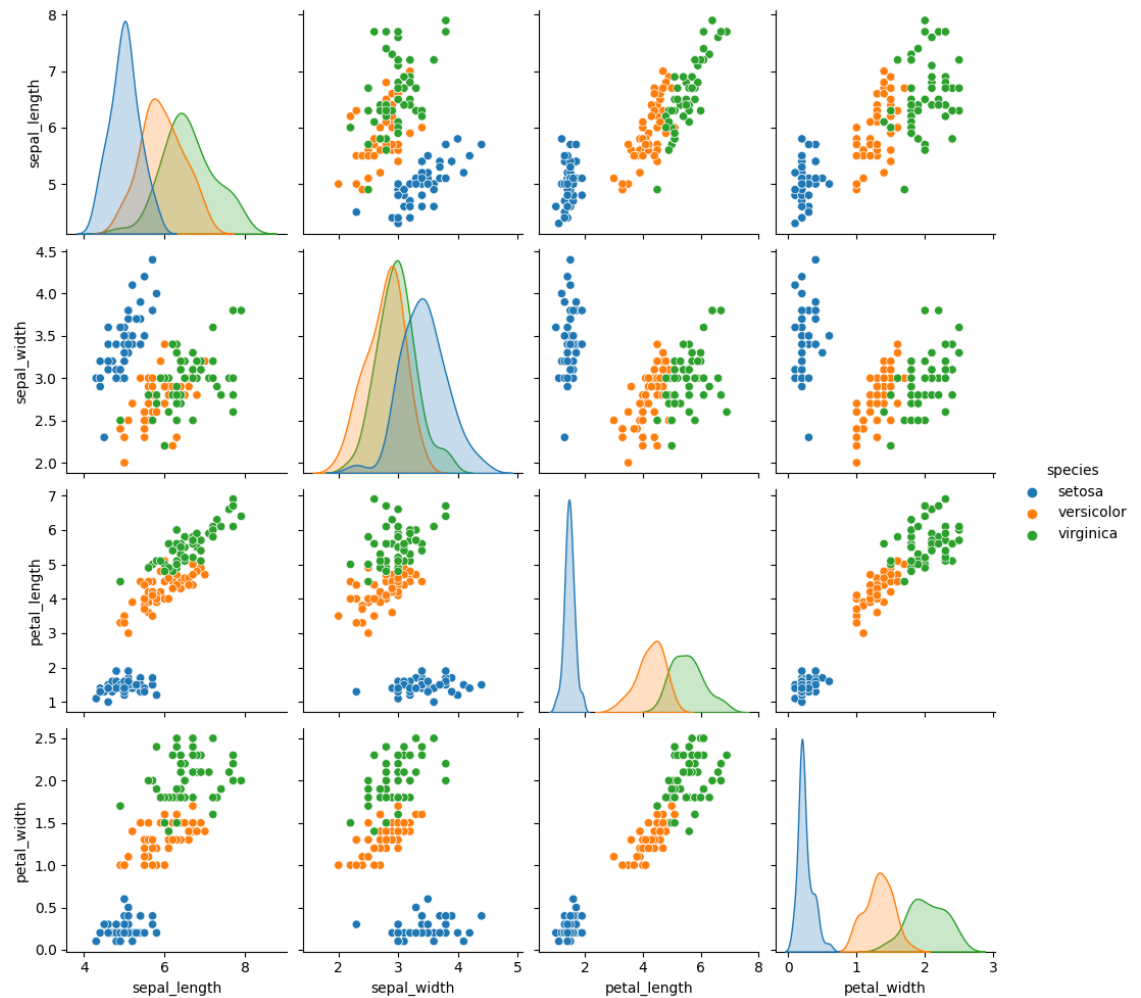 8
7
6
5
sepal_length
4.5
4.0
3.5
3.0
2.5
2.0
sepal_width
species
setosa
versicolor
virginica
7
6
5
4
3
2
1
petal_length
2.5
2.0
1.5
1.0
0.5
0.0
petal_width
4 6 8 2 3 4 5 2 4 6 8 0 1 2 3
sepal_length sepal_width petal_length petal_width